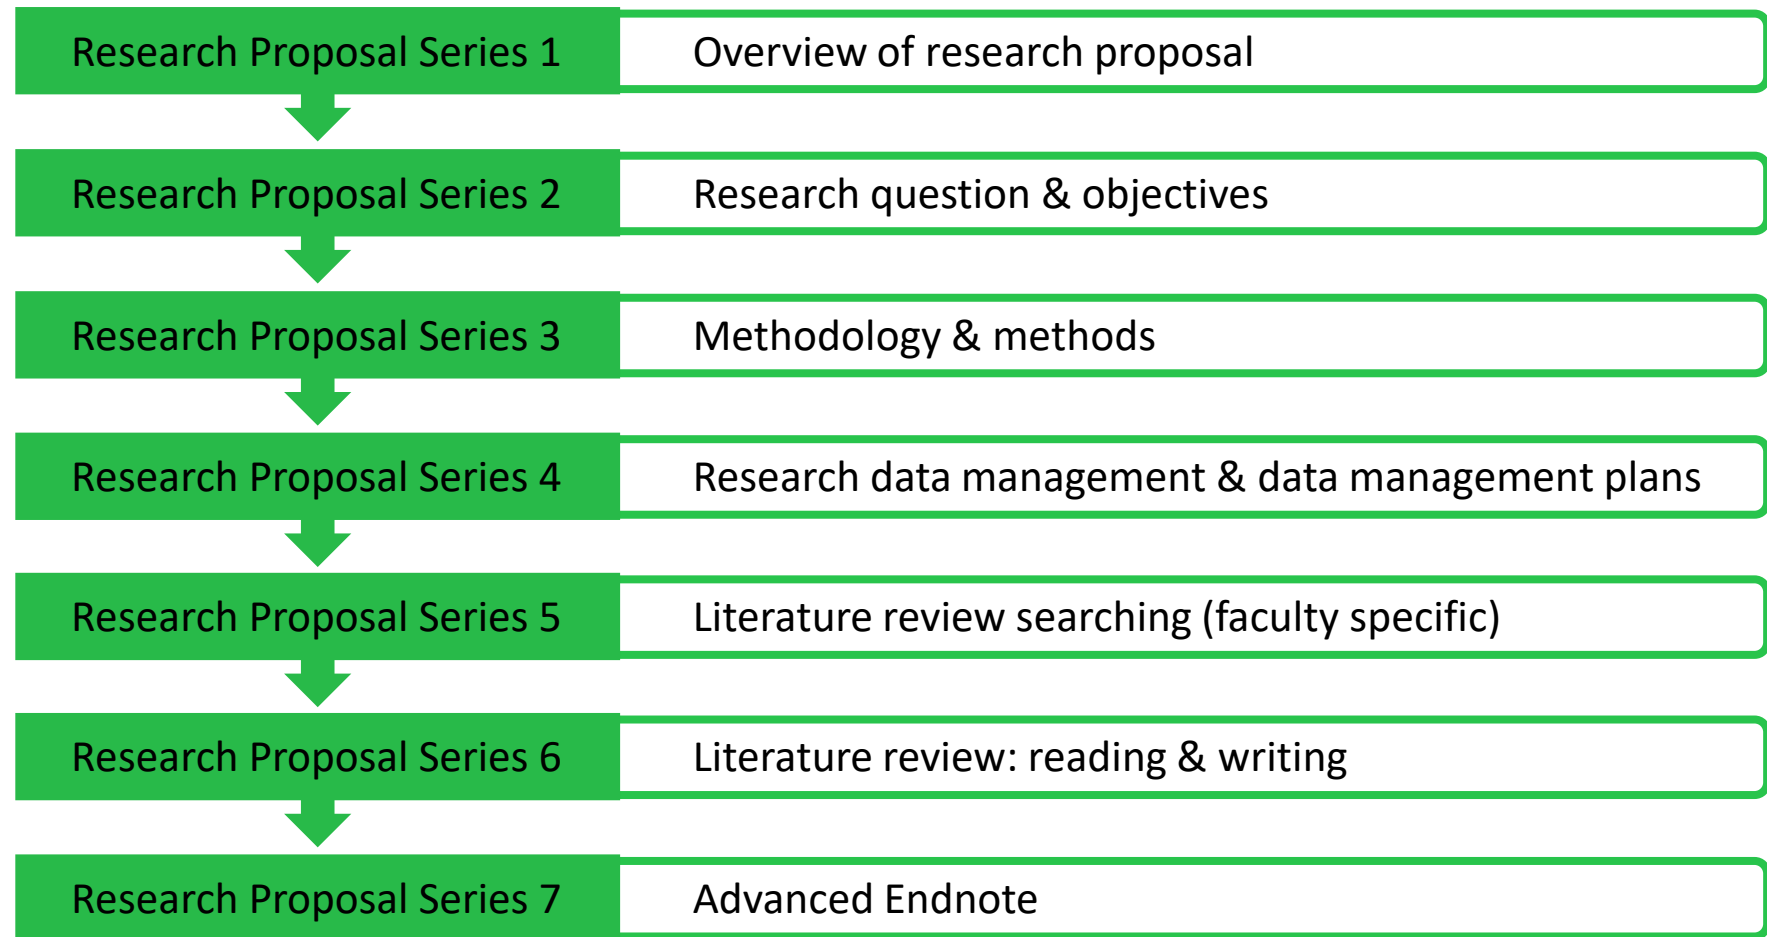 Research Proposal Series 1
Overview of research proposal
Research Proposal Series 2
Research question & objectives
Research Proposal Series 3
Methodology & methods
Research Proposal Series 4
Research data management & data management plans
Research Proposal Series 5
Literature review searching (faculty specific)
Research Proposal Series 6
Literature review: reading & writing
Research Proposal Series 7
Advanced Endnote